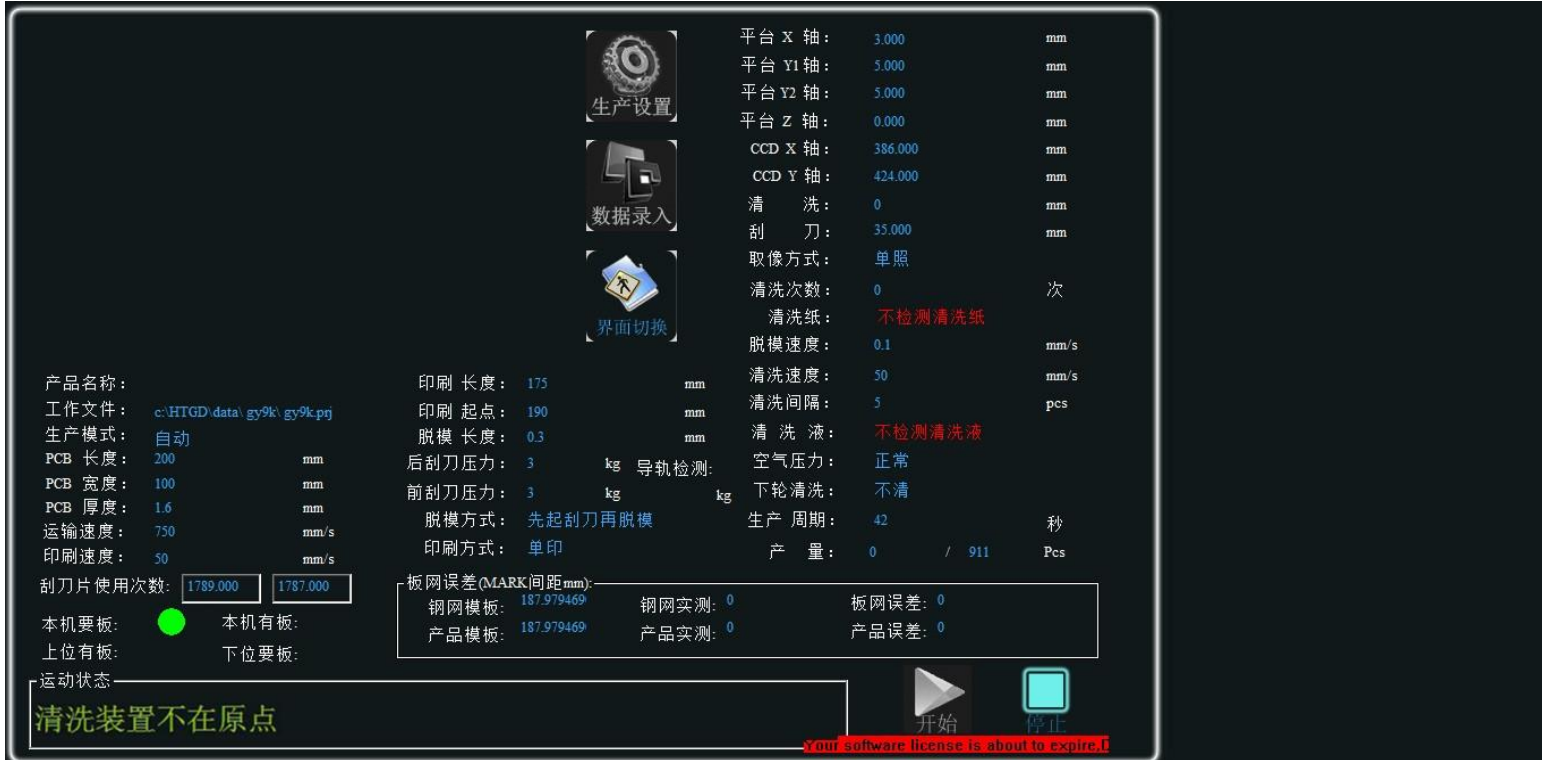 生产设置
数据录入
界面切换
平台 X 轴： 3.000 mm
平台 Y1 轴： 5.000 mm
平台 Y2 轴： 5.000 mm
平台 Z 轴： 0.000 mm
CCD X 轴： 386.000 mm
CCD Y 轴： 424.000 mm
清 洗： 0 mm
刮 刀： 35.000 mm
取像方式： 单照
清洗次数： 0 次
清洗纸： 不检测清洗纸
脱模速度： 0.1 mm/s
清洗速度： 50 mm/s
清洗间隔： 5 pcs
清 洗 液： 不检测清洗液
空气压力： 正常
下轮清洗： 不清
生产 周期： 42 秒
产 量： 0 / 911 Pcs
产品名称：
工作文件： c:\HTGD\data\ gy9k\ gy9k.prj
生产模式： 自动
PCB 长度： 200 mm
PCB 宽度： 100 mm
PCB 厚度： 1.6 mm
运输速度： 750 mm/s
印刷速度： 50 mm/s
刮刀片使用次数: 1789.000 1787.000
印刷 长度： 175 mm
印刷 起点： 190 mm
脱模 长度： 0.3 mm
后刮刀压力： 3 kg 导轨检测:
前刮刀压力： 3 kg kg
脱模方式： 先起刮刀再脱模
印刷方式： 单印
本机要板: 本机有板:
上位有板: 下位要板:
板网误差(MARK间距mm):
钢网模板: 187.979469 钢网实测: 0 板网误差: 0
产品模板: 187.979469 产品实测: 0 产品误差: 0
运动状态
清洗装置不在原点
开始 停止
Your software license is about to expire,